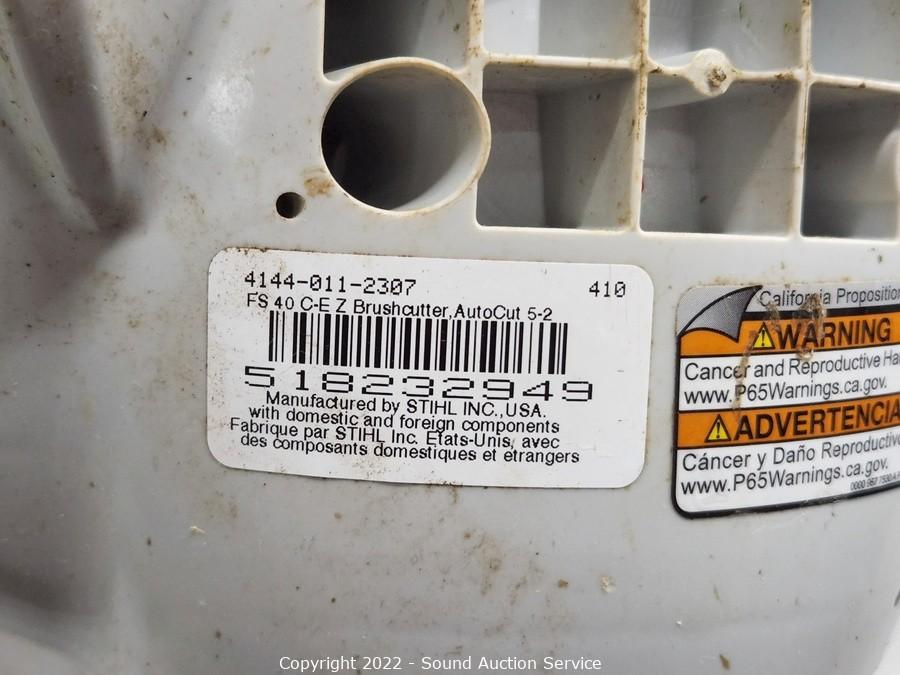 4144-011-2307 410
FS 40 C-E Z Brushcutter,AutoCut 5-2
518232949
Manufactured by STIHL INC.,USA.
with domestic and foreign components
Fabrique par STIHL Inc. Etats-Unis, avec
des composants domestiques et etrangers
California Proposition
WARNING
Cancer and Reproductive Ha
www.P65Warnings.ca.gov.
ADVERTENCIA
Cáncer y Daño Reproductiv
www.P65Warnings.ca.gov.
Copyright 2022 - Sound Auction Service